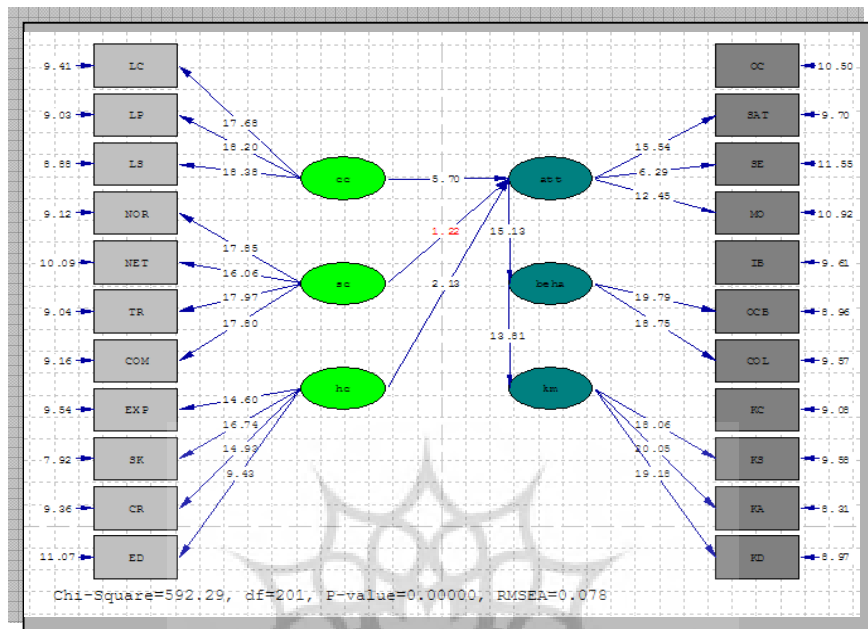 9.41 LC OC 10.50
9.03 LP 17.68 SAT 9.70
18.20 15.54
8.88 LS 18.38 SE 11.55
cc 5.70 att 6.29
12.45
9.12 NOR MO 10.92
1.22 15.13
17.85
10.09 NET 16.06 IB 9.61
sc 2.13 beha 19.79
9.04 TR 17.97 OCB 8.96
17.80 18.75
13.81
9.16 COM COL 9.57
hc km
9.54 EXP 14.60 KC 9.08
16.74 18.06
7.92 SK 14.93 KS 9.58
20.05
9.43 19.18
9.36 CR KA 8.31
11.07 ED KD 8.97
Chi-Square=592.29, df=201, P-value=0.00000, RMSEA=0.078